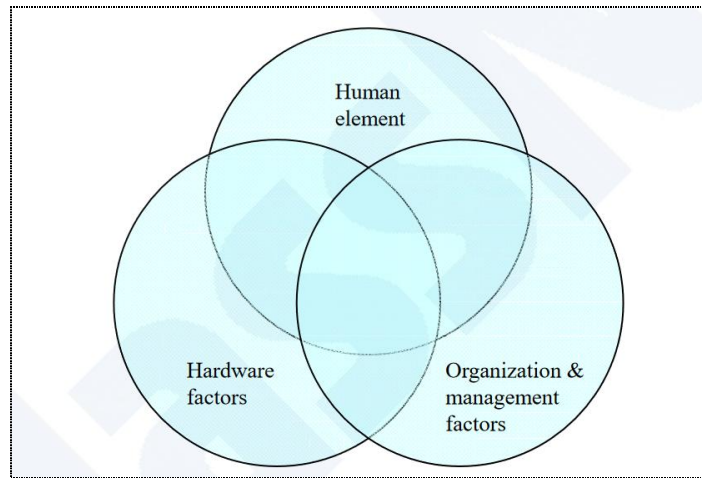 Human
element
Hardware
factors
Organization &
management
factors